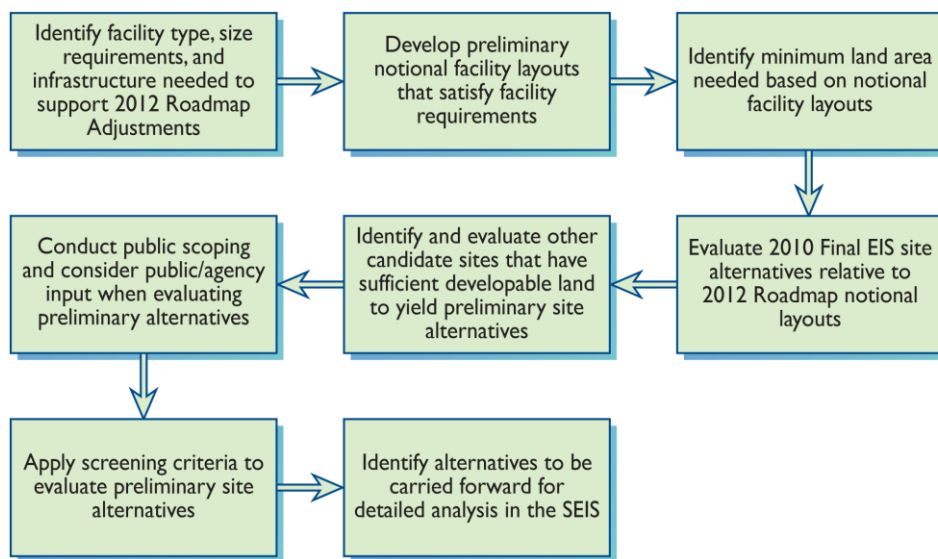 Identify facility type, size
requirements, and
infrastructure needed to
support 2012 Roadmap
Adjustments
Develop preliminary
notional facility layouts
that satisfy facility
requirements
Identify minimum land area
needed based on notional
facility layouts
Evaluate 2010 Final EIS site
alternatives relative to
2012 Roadmap notional
layouts
Identify and evaluate other
candidate sites that have
sufficient developable land
to yield preliminary site
alternatives
Conduct public scoping
and consider public/agency
input when evaluating
preliminary alternatives
Apply screening criteria to
evaluate preliminary site
alternatives
Identify alternatives to be
carried forward for
detailed analysis in the SEIS